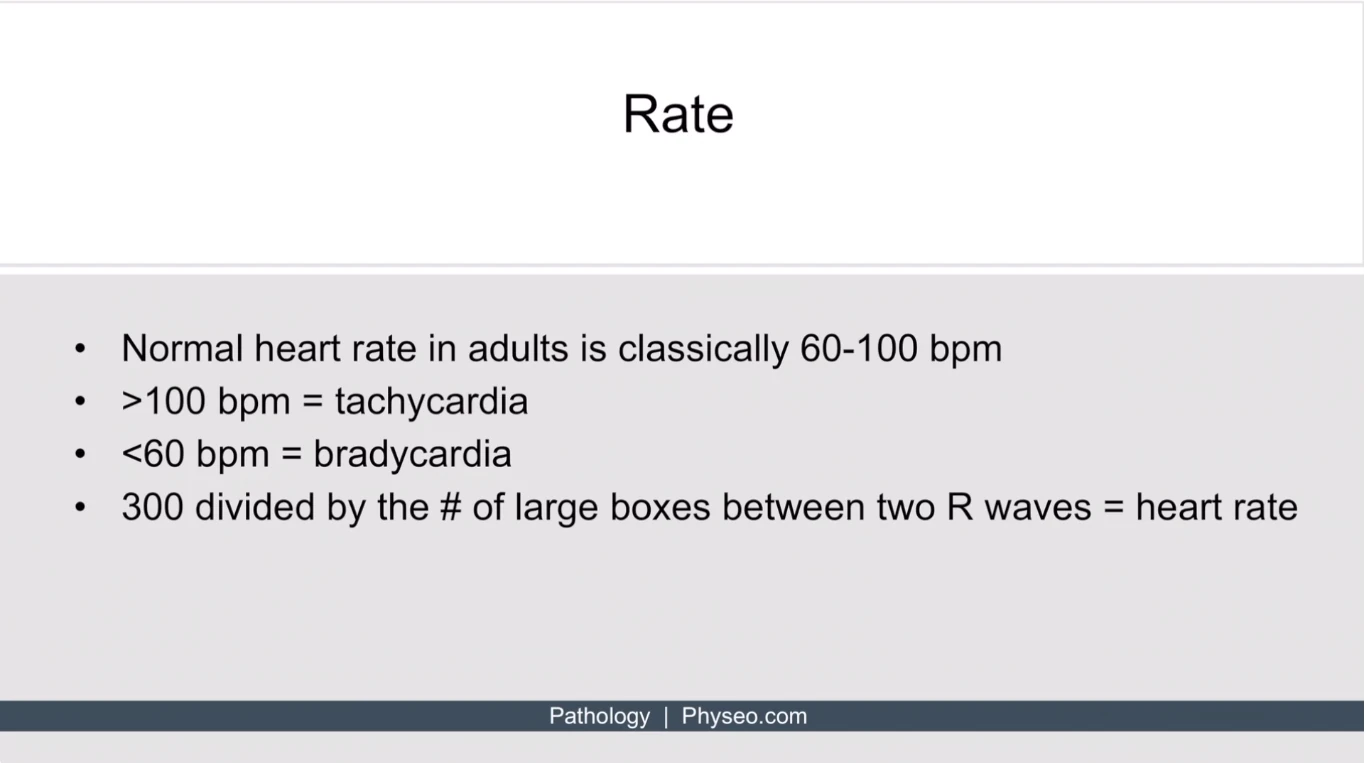 Rate
• Normal heart rate in adults is classically 60-100 bpm
• >100 bpm = tachycardia
• <60 bpm = bradycardia
• 300 divided by the # of large boxes between two R waves = heart rate
Pathology | Physeo.com